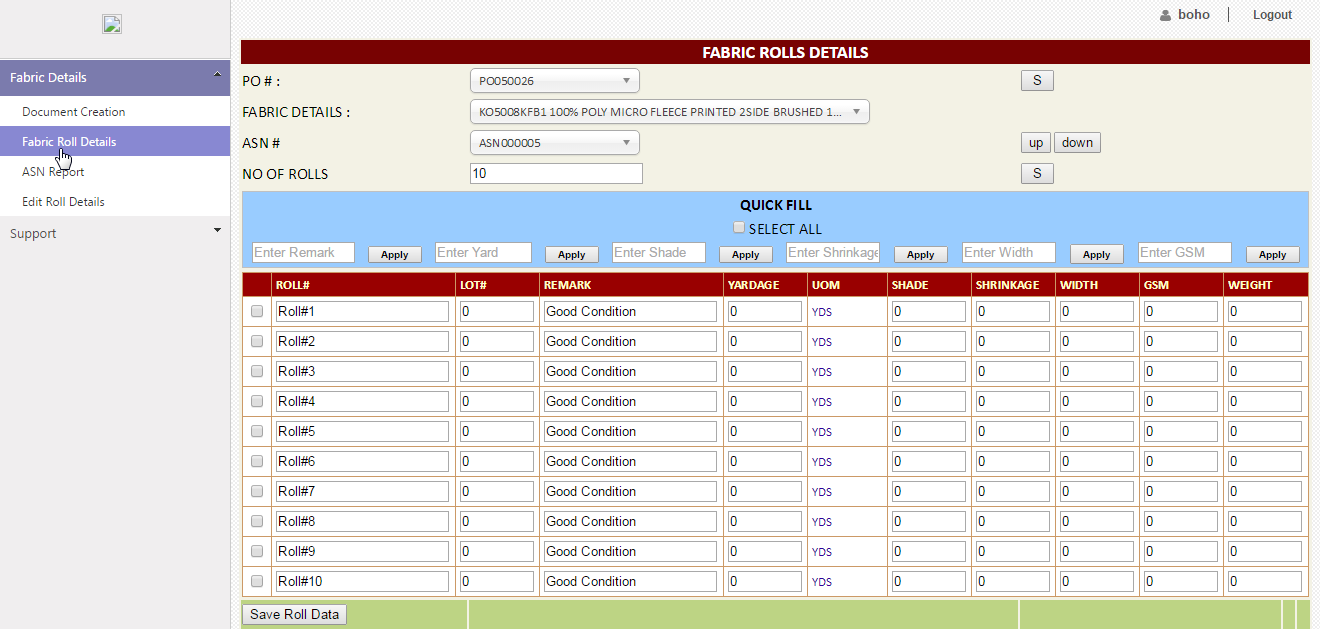 boho Logout
Fabric Details
Document Creation
Fabric Roll Details
ASN Report
Edit Roll Details
Support
FABRIC ROLLS DETAILS
PO # : PO050026 S
FABRIC DETAILS : KO5008KFB1 100% POLY MICRO FLEECE PRINTED 2SIDE BRUSHED 1...
ASN # ASN000005 up down
NO OF ROLLS 10 S
QUICK FILL
SELECT ALL
Enter Remark Apply Enter Yard Apply Enter Shade Apply Enter Shrinkage Apply Enter Width Apply Enter GSM Apply
ROLL# LOT# REMARK YARDAGE UOM SHADE SHRINKAGE WIDTH GSM WEIGHT
Roll#1 0 Good Condition 0 YDS 0 0 0 0 0
Roll#2 0 Good Condition 0 YDS 0 0 0 0 0
Roll#3 0 Good Condition 0 YDS 0 0 0 0 0
Roll#4 0 Good Condition 0 YDS 0 0 0 0 0
Roll#5 0 Good Condition 0 YDS 0 0 0 0 0
Roll#6 0 Good Condition 0 YDS 0 0 0 0 0
Roll#7 0 Good Condition 0 YDS 0 0 0 0 0
Roll#8 0 Good Condition 0 YDS 0 0 0 0 0
Roll#9 0 Good Condition 0 YDS 0 0 0 0 0
Roll#10 0 Good Condition 0 YDS 0 0 0 0 0
Save Roll Data